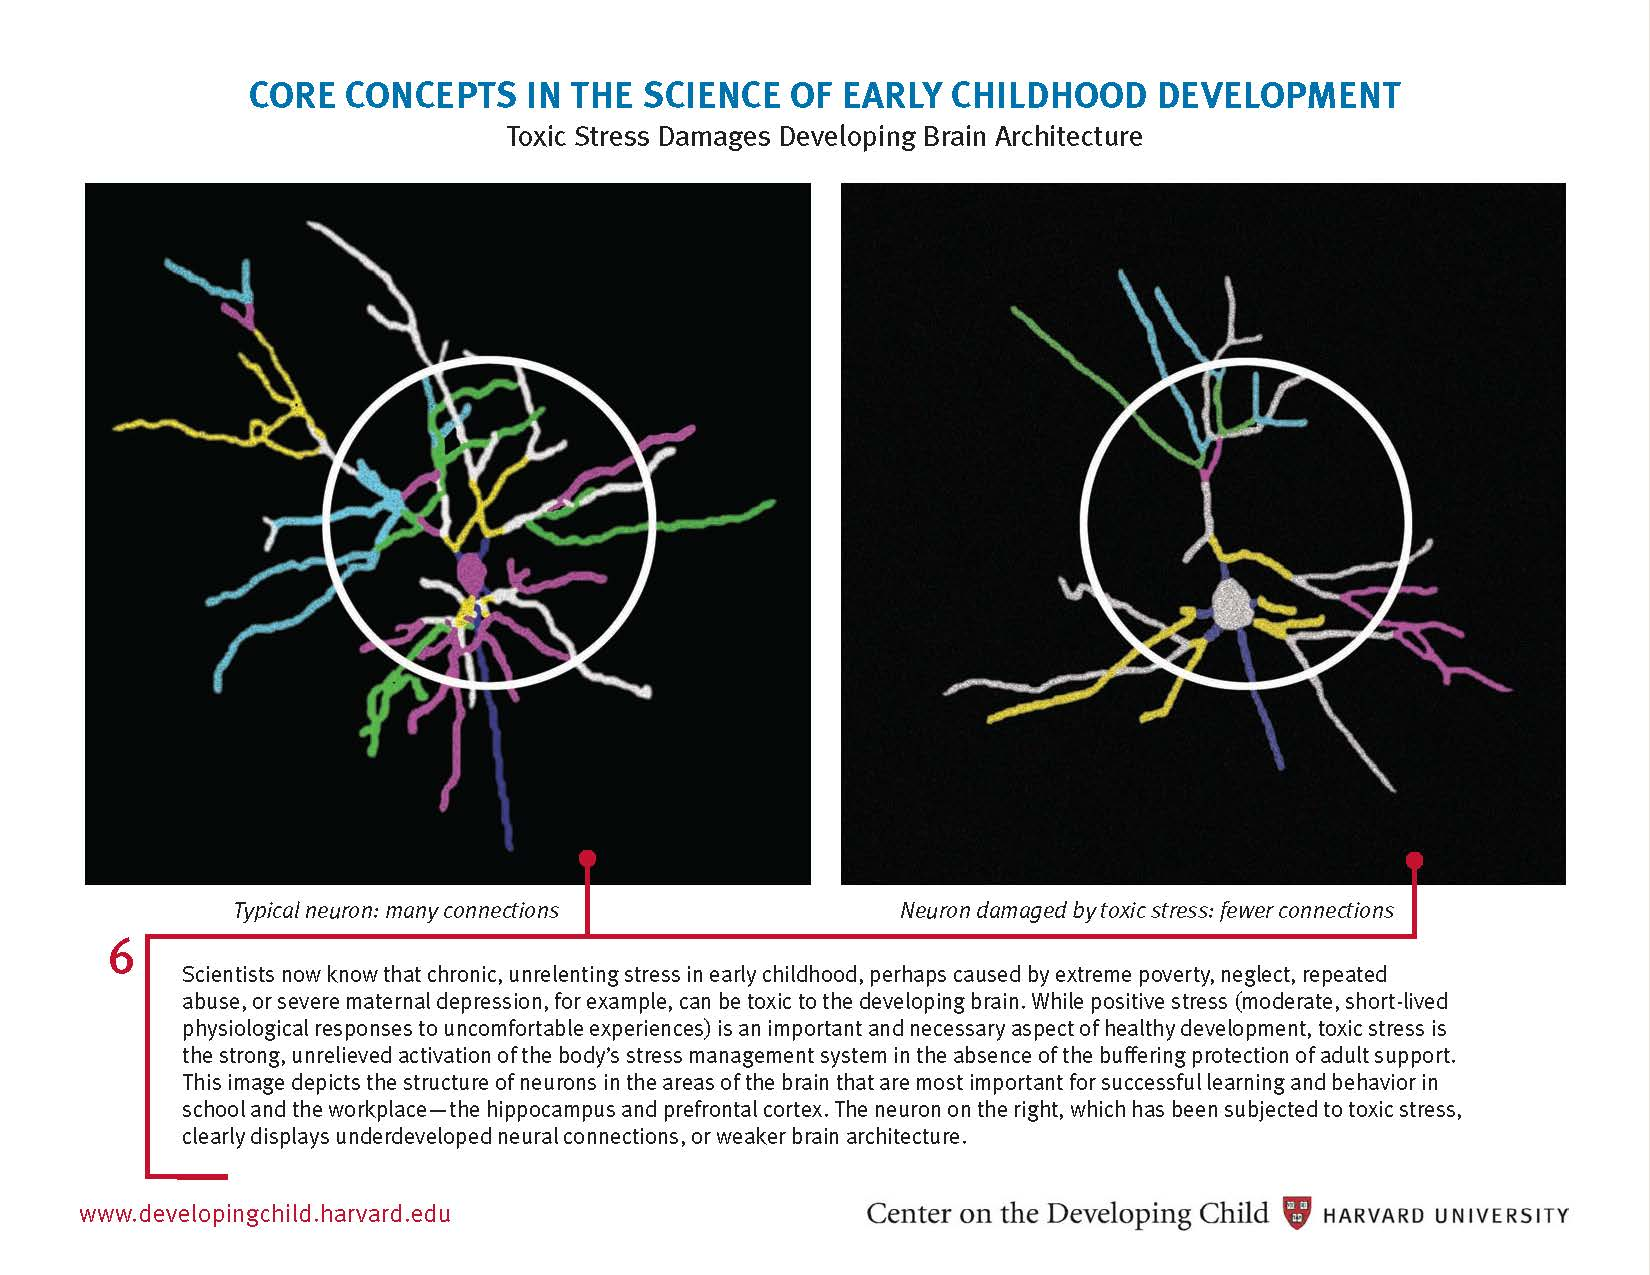 CORE CONCEPTS IN THE SCIENCE OF EARLY CHILDHOOD DEVELOPMENT
Toxic Stress Damages Developing Brain Architecture
Typical neuron: many connections
Neuron damaged by toxic stress: fewer connections
6
Scientists now know that chronic, unrelenting stress in early childhood, perhaps caused by extreme poverty, neglect, repeated
abuse, or severe maternal depression, for example, can be toxic to the developing brain. While positive stress (moderate, short-lived
physiological responses to uncomfortable experiences) is an important and necessary aspect of healthy development, toxic stress is
the strong, unrelieved activation of the body’s stress management system in the absence of the buffering protection of adult support.
This image depicts the structure of neurons in the areas of the brain that are most important for successful learning and behavior in
school and the workplace—the hippocampus and prefrontal cortex. The neuron on the right, which has been subjected to toxic stress,
clearly displays underdeveloped neural connections, or weaker brain architecture.
www.developingchild.harvard.edu
Center on the Developing Child HARVARD UNIVERSITY